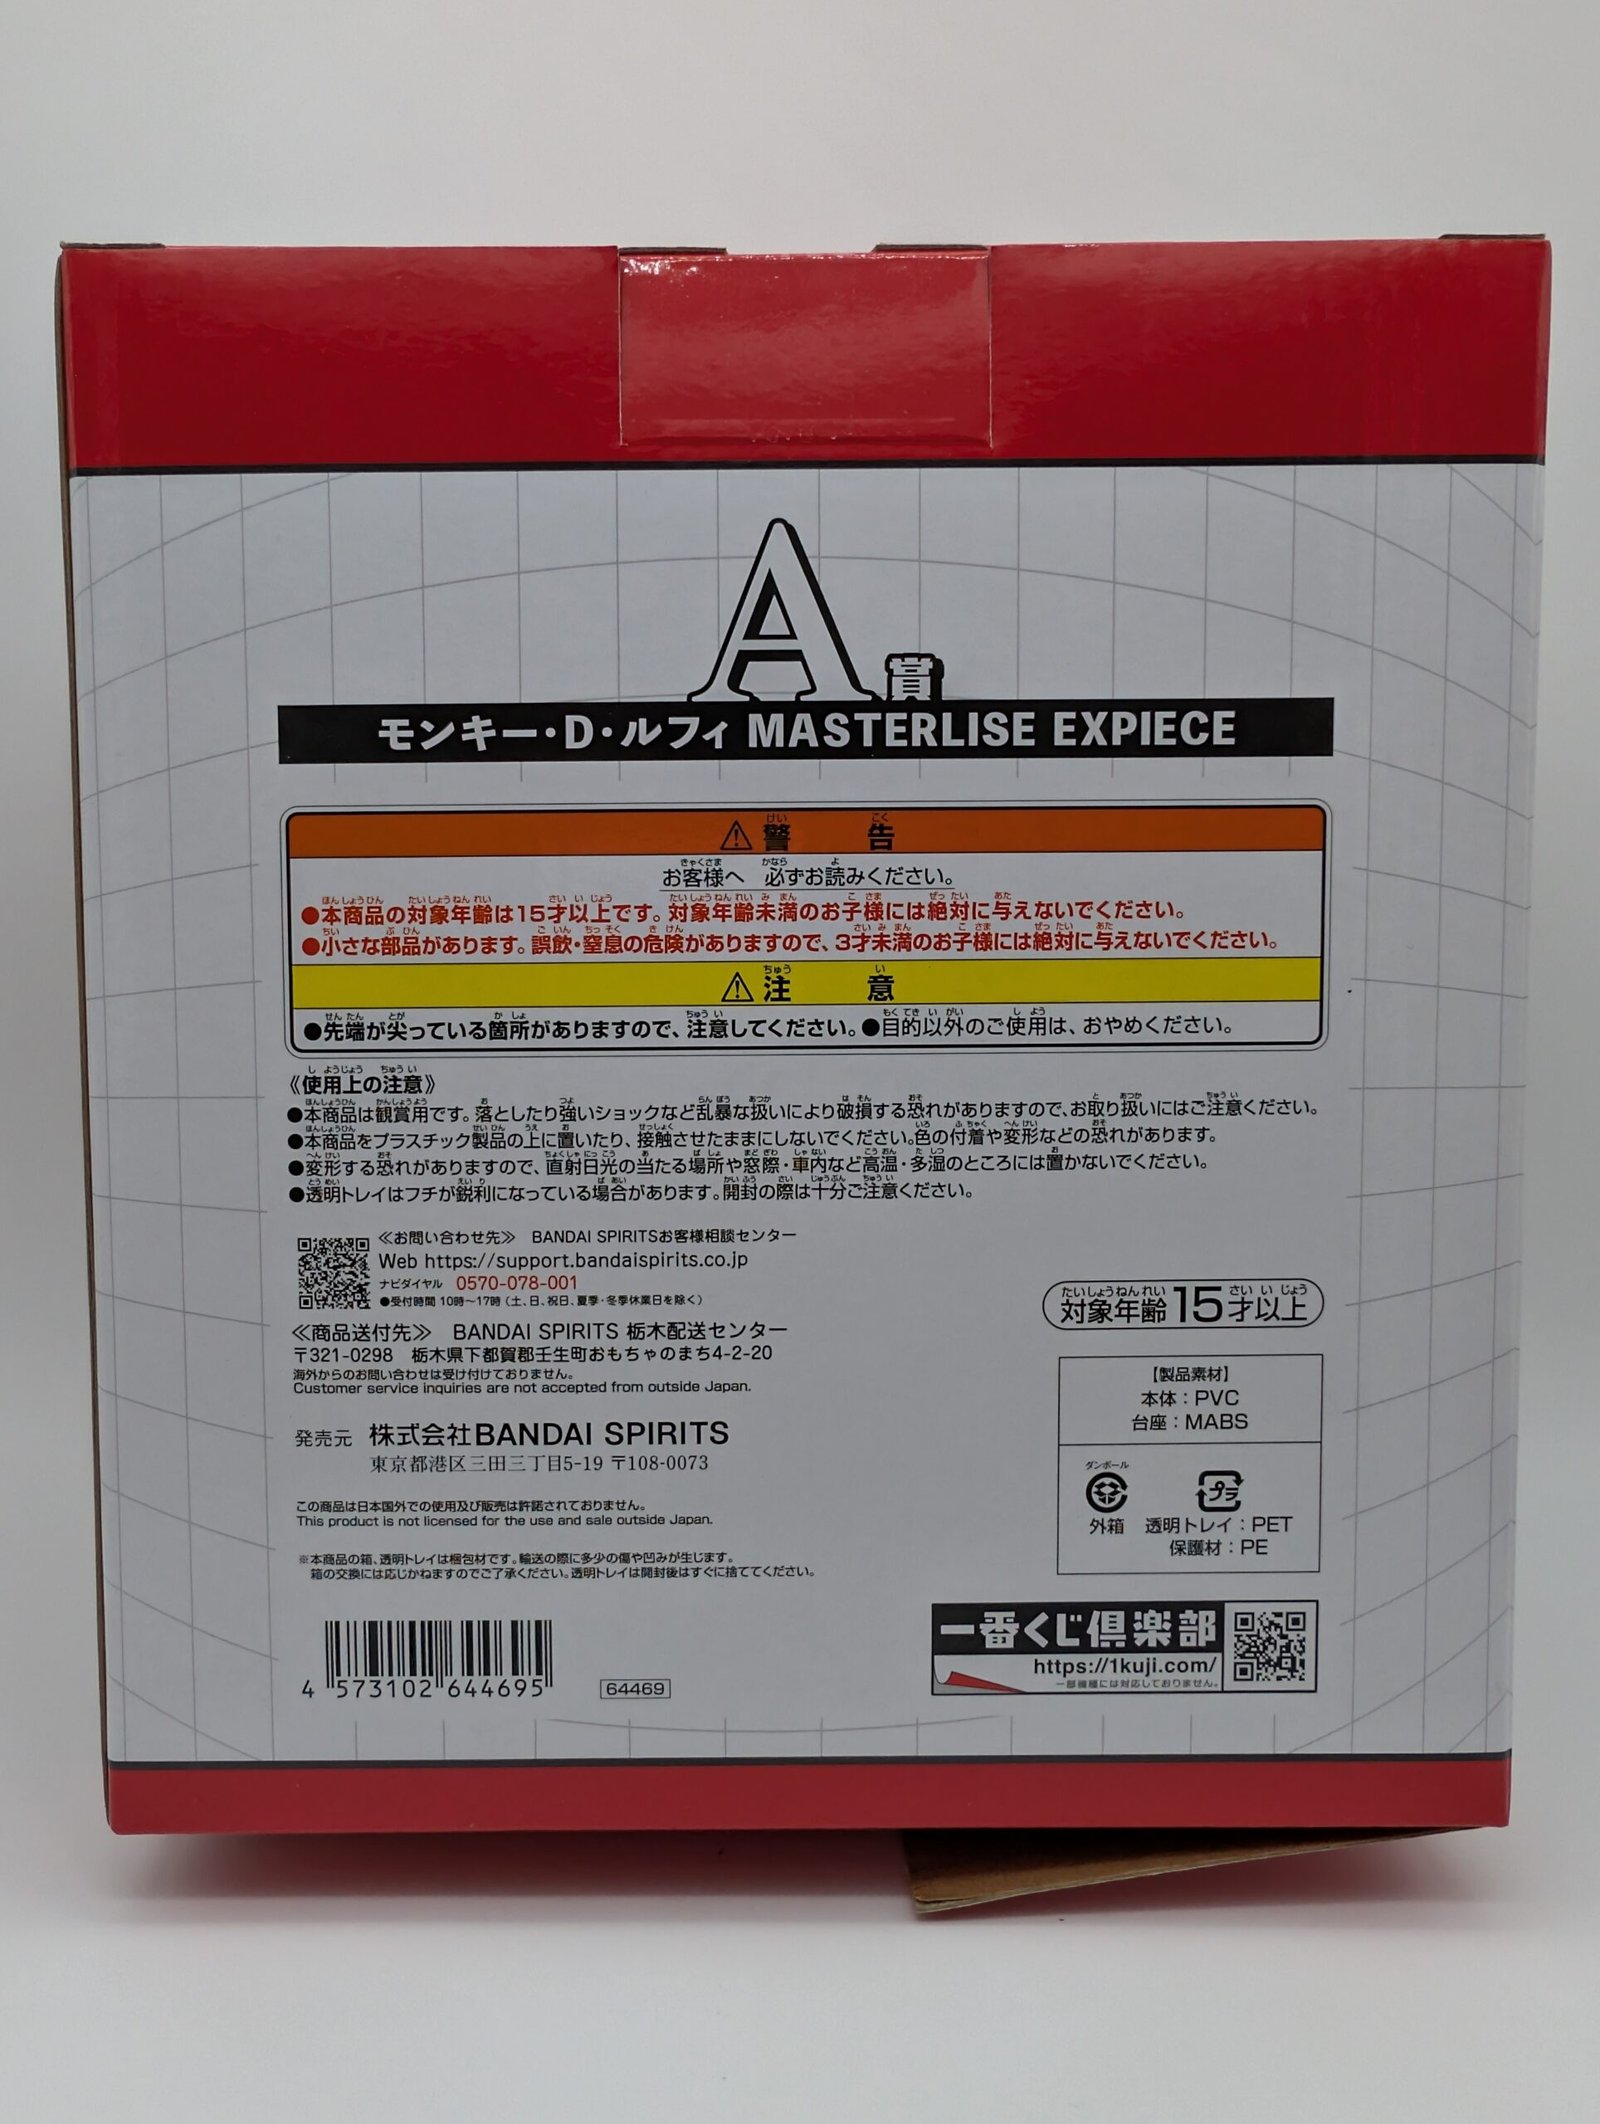 A賞
モンキー・D・ルフィ MASTERLISE EXPIECE
⚠警告
お客様へ 必ずお読みください。
●本商品の対象年齢は15才以上です。対象年齢未満のお子様には絶対に与えないでください。
●小さな部品があります。誤飲・窒息の危険がありますので、3才未満のお子様には絶対に与えないでください。
⚠注意
●先端が尖っている箇所がありますので、注意してください。●目的以外のご使用は、おやめください。
《使用上の注意》
●本商品は観賞用です。落としたり強いショックなど乱暴な扱いにより破損する恐れがありますので、お取り扱いにはご注意ください。
●本商品をプラスチック製品の上に置いたり、接触させたままにしないでください。色の付着や変形などの恐れがあります。
●変形する恐れがありますので、直射日光の当たる場所や窓際・車内など高温・多湿のところには置かないでください。
●透明トレイはフチが鋭利になっている場合があります。開封の際は十分ご注意ください。
≪お問い合わせ先≫ BANDAI SPIRITSお客様相談センター
Web https://support.bandaispirits.co.jp
ナビダイヤル 0570-078-001
●受付時間 10時～17時（土、日、祝日、夏季・冬季休業日を除く）
≪商品送付先≫ BANDAI SPIRITS 栃木配送センター
〒321-0298 栃木県下都賀郡壬生町おもちゃのまち4-2-20
海外からのお問い合わせは受け付けておりません。
Customer service inquiries are not accepted from outside Japan.
発売元 株式会社BANDAI SPIRITS
東京都港区三田三丁目5-19 〒108-0073
この商品は日本国外での使用及び販売は許諾されておりません。
This product is not licensed for the use and sale outside Japan.
※本商品の箱、透明トレイは梱包材です。輸送の際に多少の傷や凹みが生じます。
箱の交換には応じかねますのでご了承ください。透明トレイは開封後はすぐに捨ててください。
4 573102 644695
64469
対象年齢15才以上
【製品素材】
本体：PVC
台座：MABS
ダンボール
プラ
外箱 透明トレイ：PET
保護材：PE
一番くじ倶楽部
https://1kuji.com/
一部機種には対応しておりません。